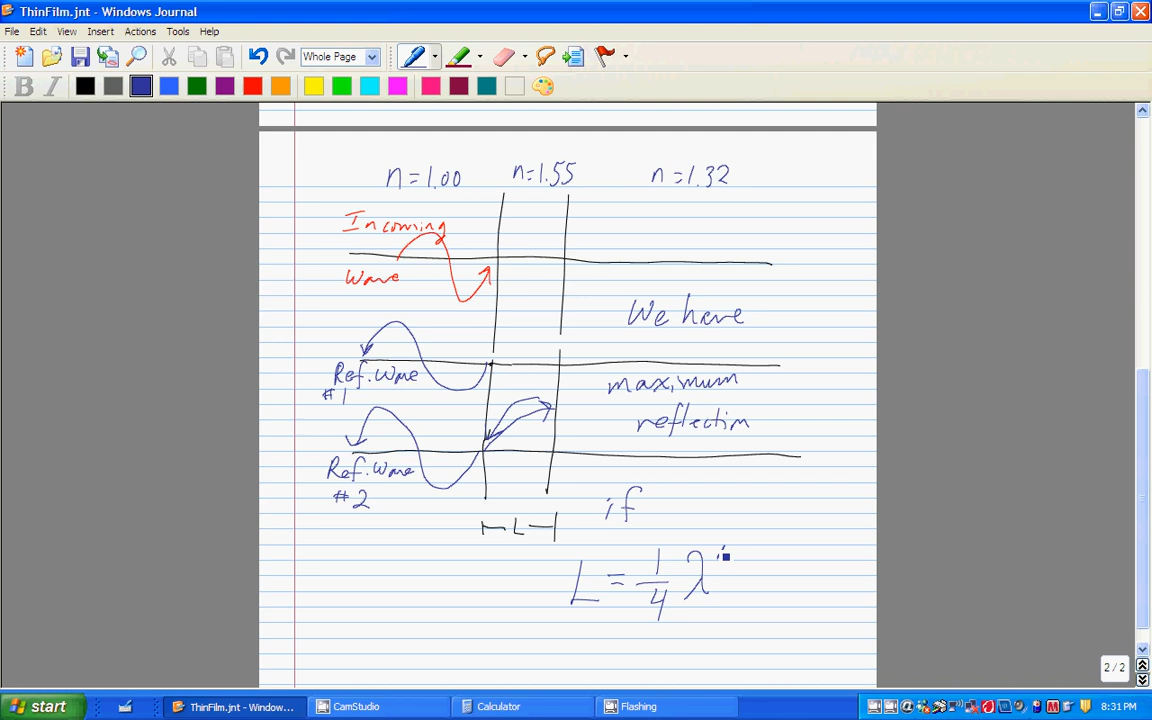 ThinFilm.jnt - Windows Journal
File Edit View Insert Actions Tools Help
Whole Page
B I
n=1.00 n=1.55 n=1.32
Incoming
Wave
We have
Ref. Wave
#1
maximum
reflection
Ref. Wave
#2
if
L
L = 1/4 λ
2/2
start ThinFilm.jnt - Window... CamStudio Calculator Flashing 8:31 PM